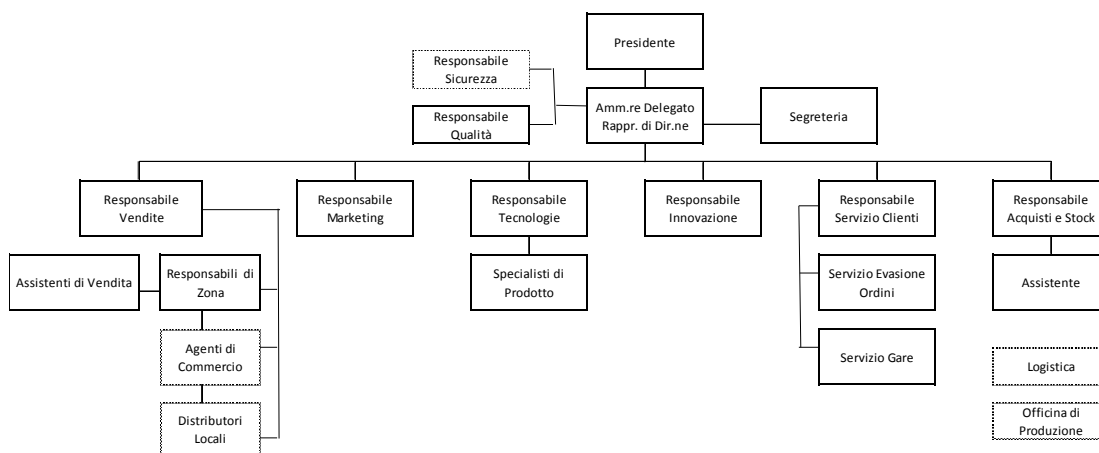 Presidente
Responsabile
Sicurezza
Responsabile
Qualità
Amm.re Delegato
Rappr. di Dir.ne
Segreteria
Responsabile
Vendite
Responsabile
Marketing
Responsabile
Tecnologie
Responsabile
Innovazione
Responsabile
Servizio Clienti
Responsabile
Acquisti e Stock
Assistenti di Vendita
Responsabili di
Zona
Specialisti di
Prodotto
Servizio Evasione
Ordini
Assistente
Agenti di
Commercio
Servizio Gare
Logistica
Distributori
Locali
Officina di
Produzione